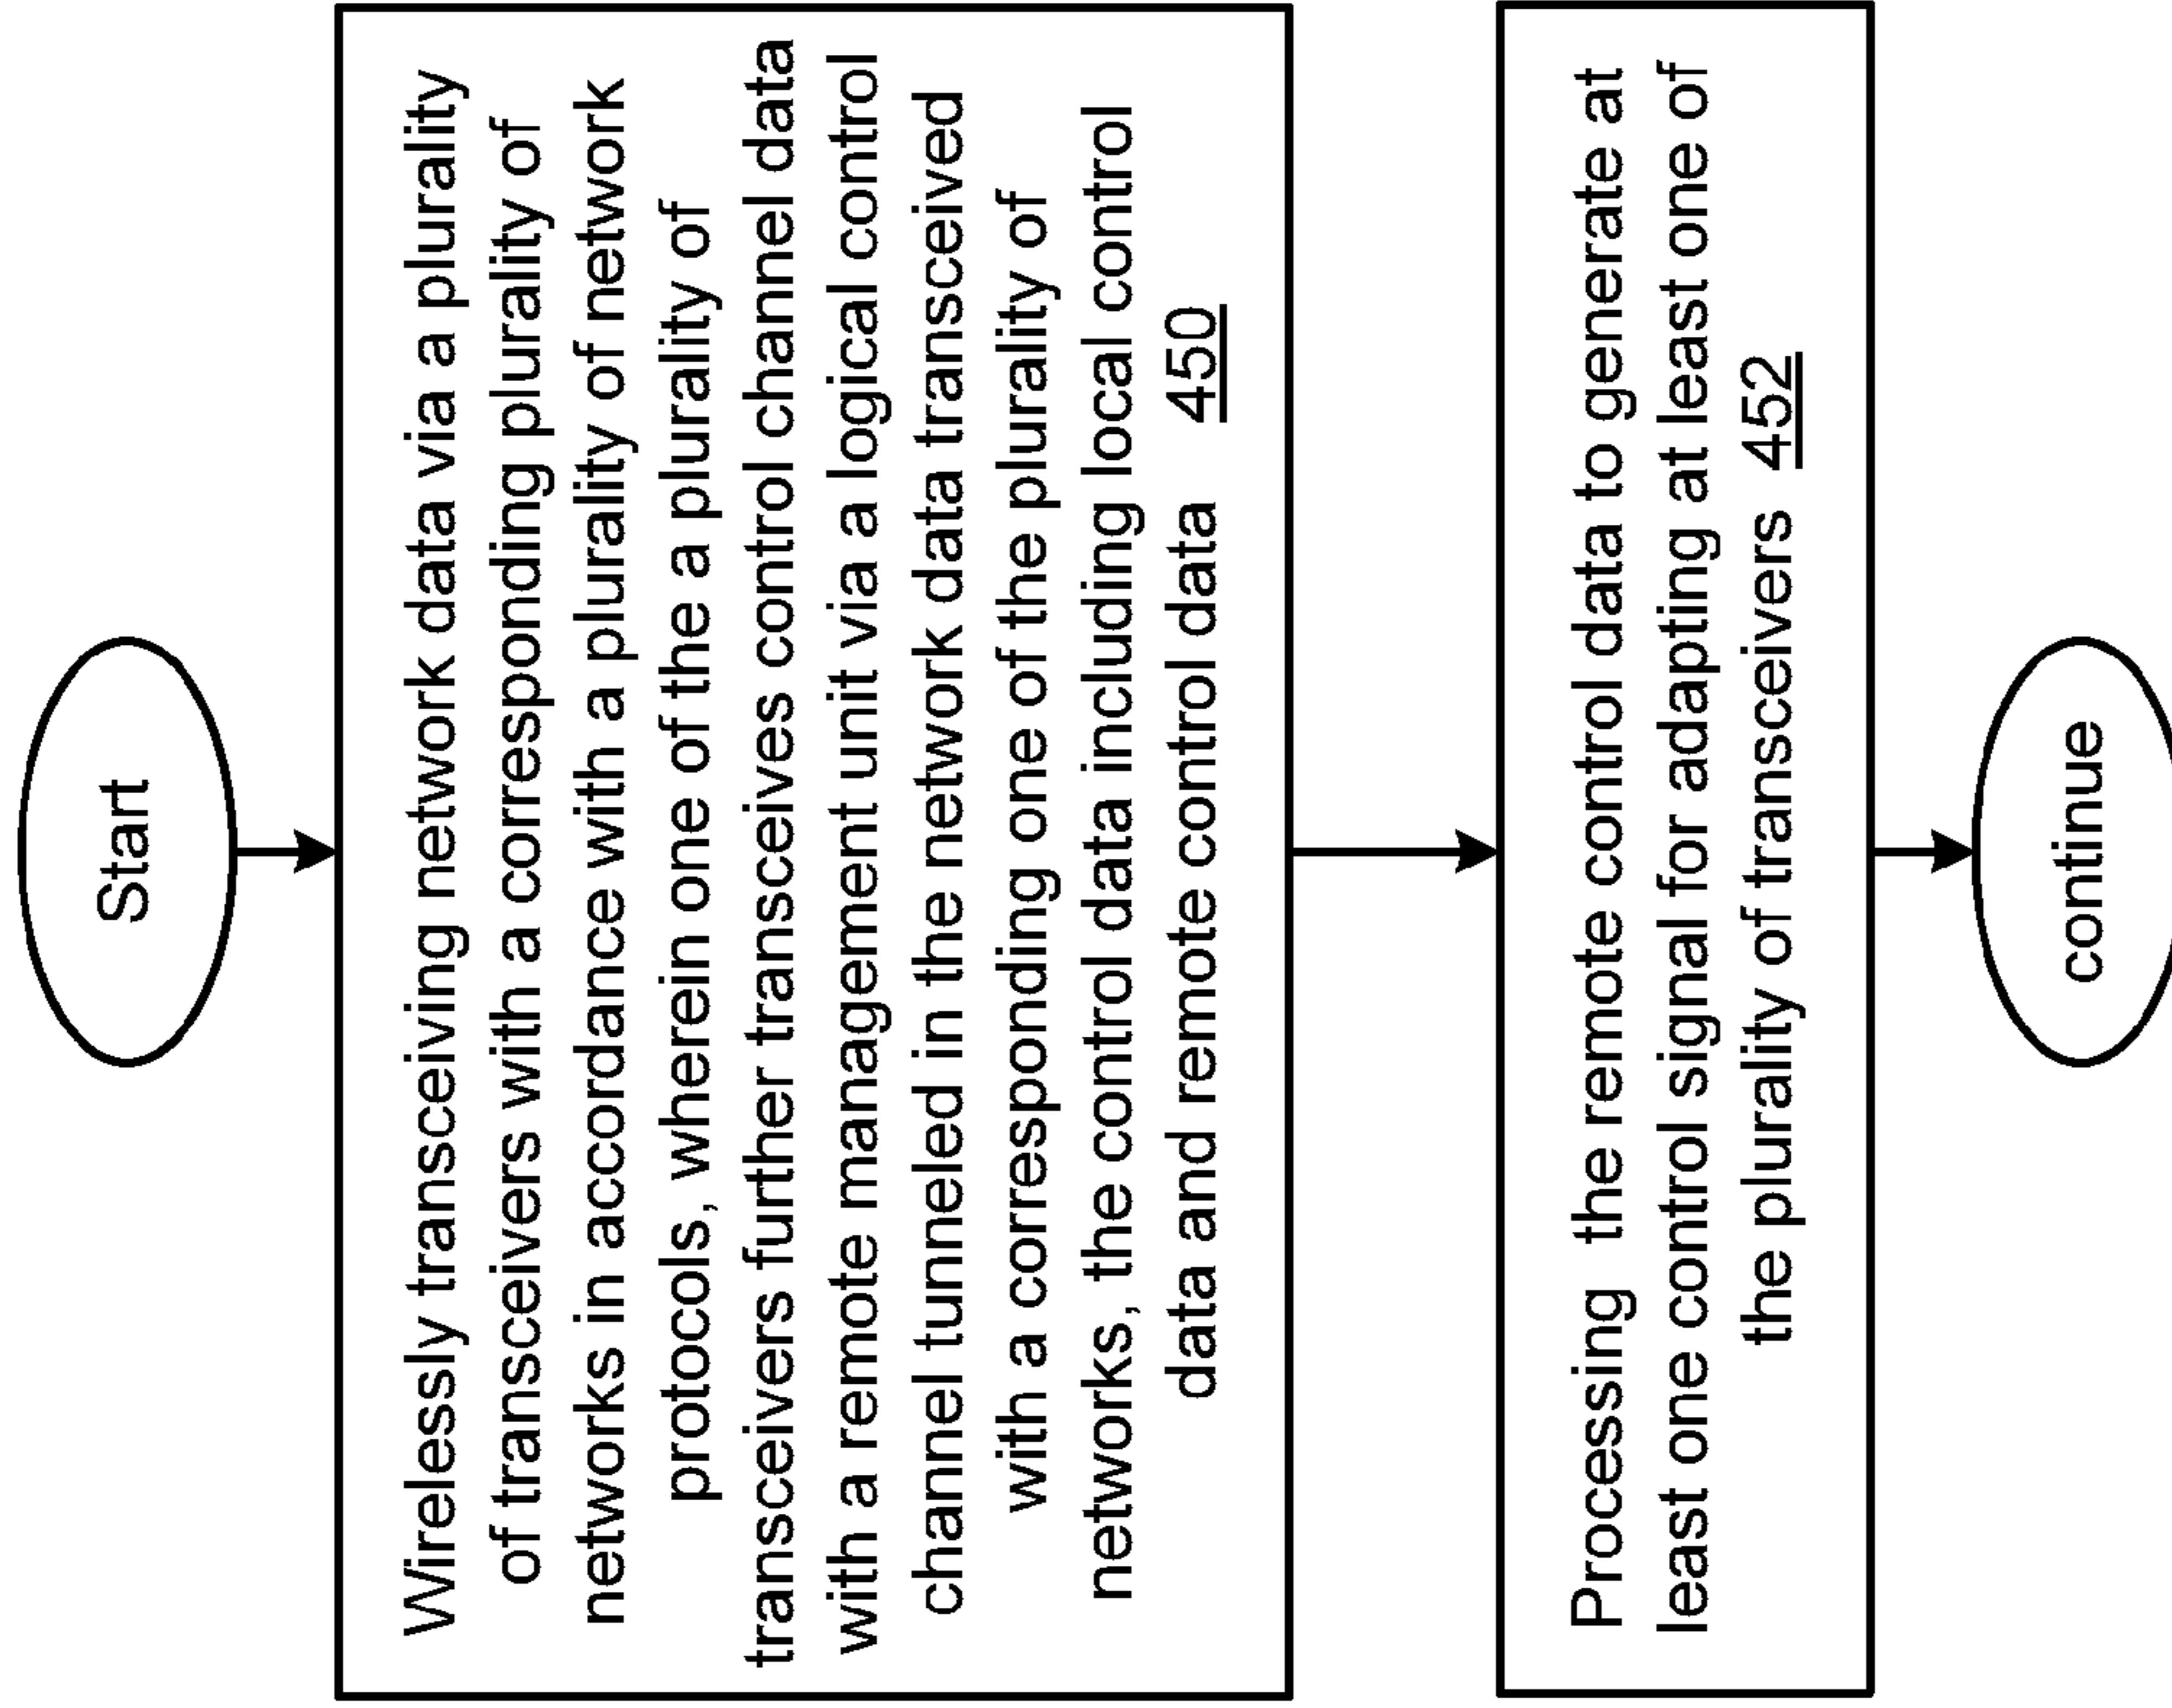 Start
Wirelessly transceiving network data via a plurality
of transceivers with a corresponding plurality of
networks in accordance with a plurality of network
protocols, wherein one of the a plurality of
transceivers further transceives control channel data
with a remote management unit via a logical control
channel tunneled in the network data transceived
with a corresponding one of the plurality of
networks, the control data including local control
data and remote control data 450
Processing the remote control data to generate at
least one control signal for adapting at least one of
the plurality of transceivers 452
continue